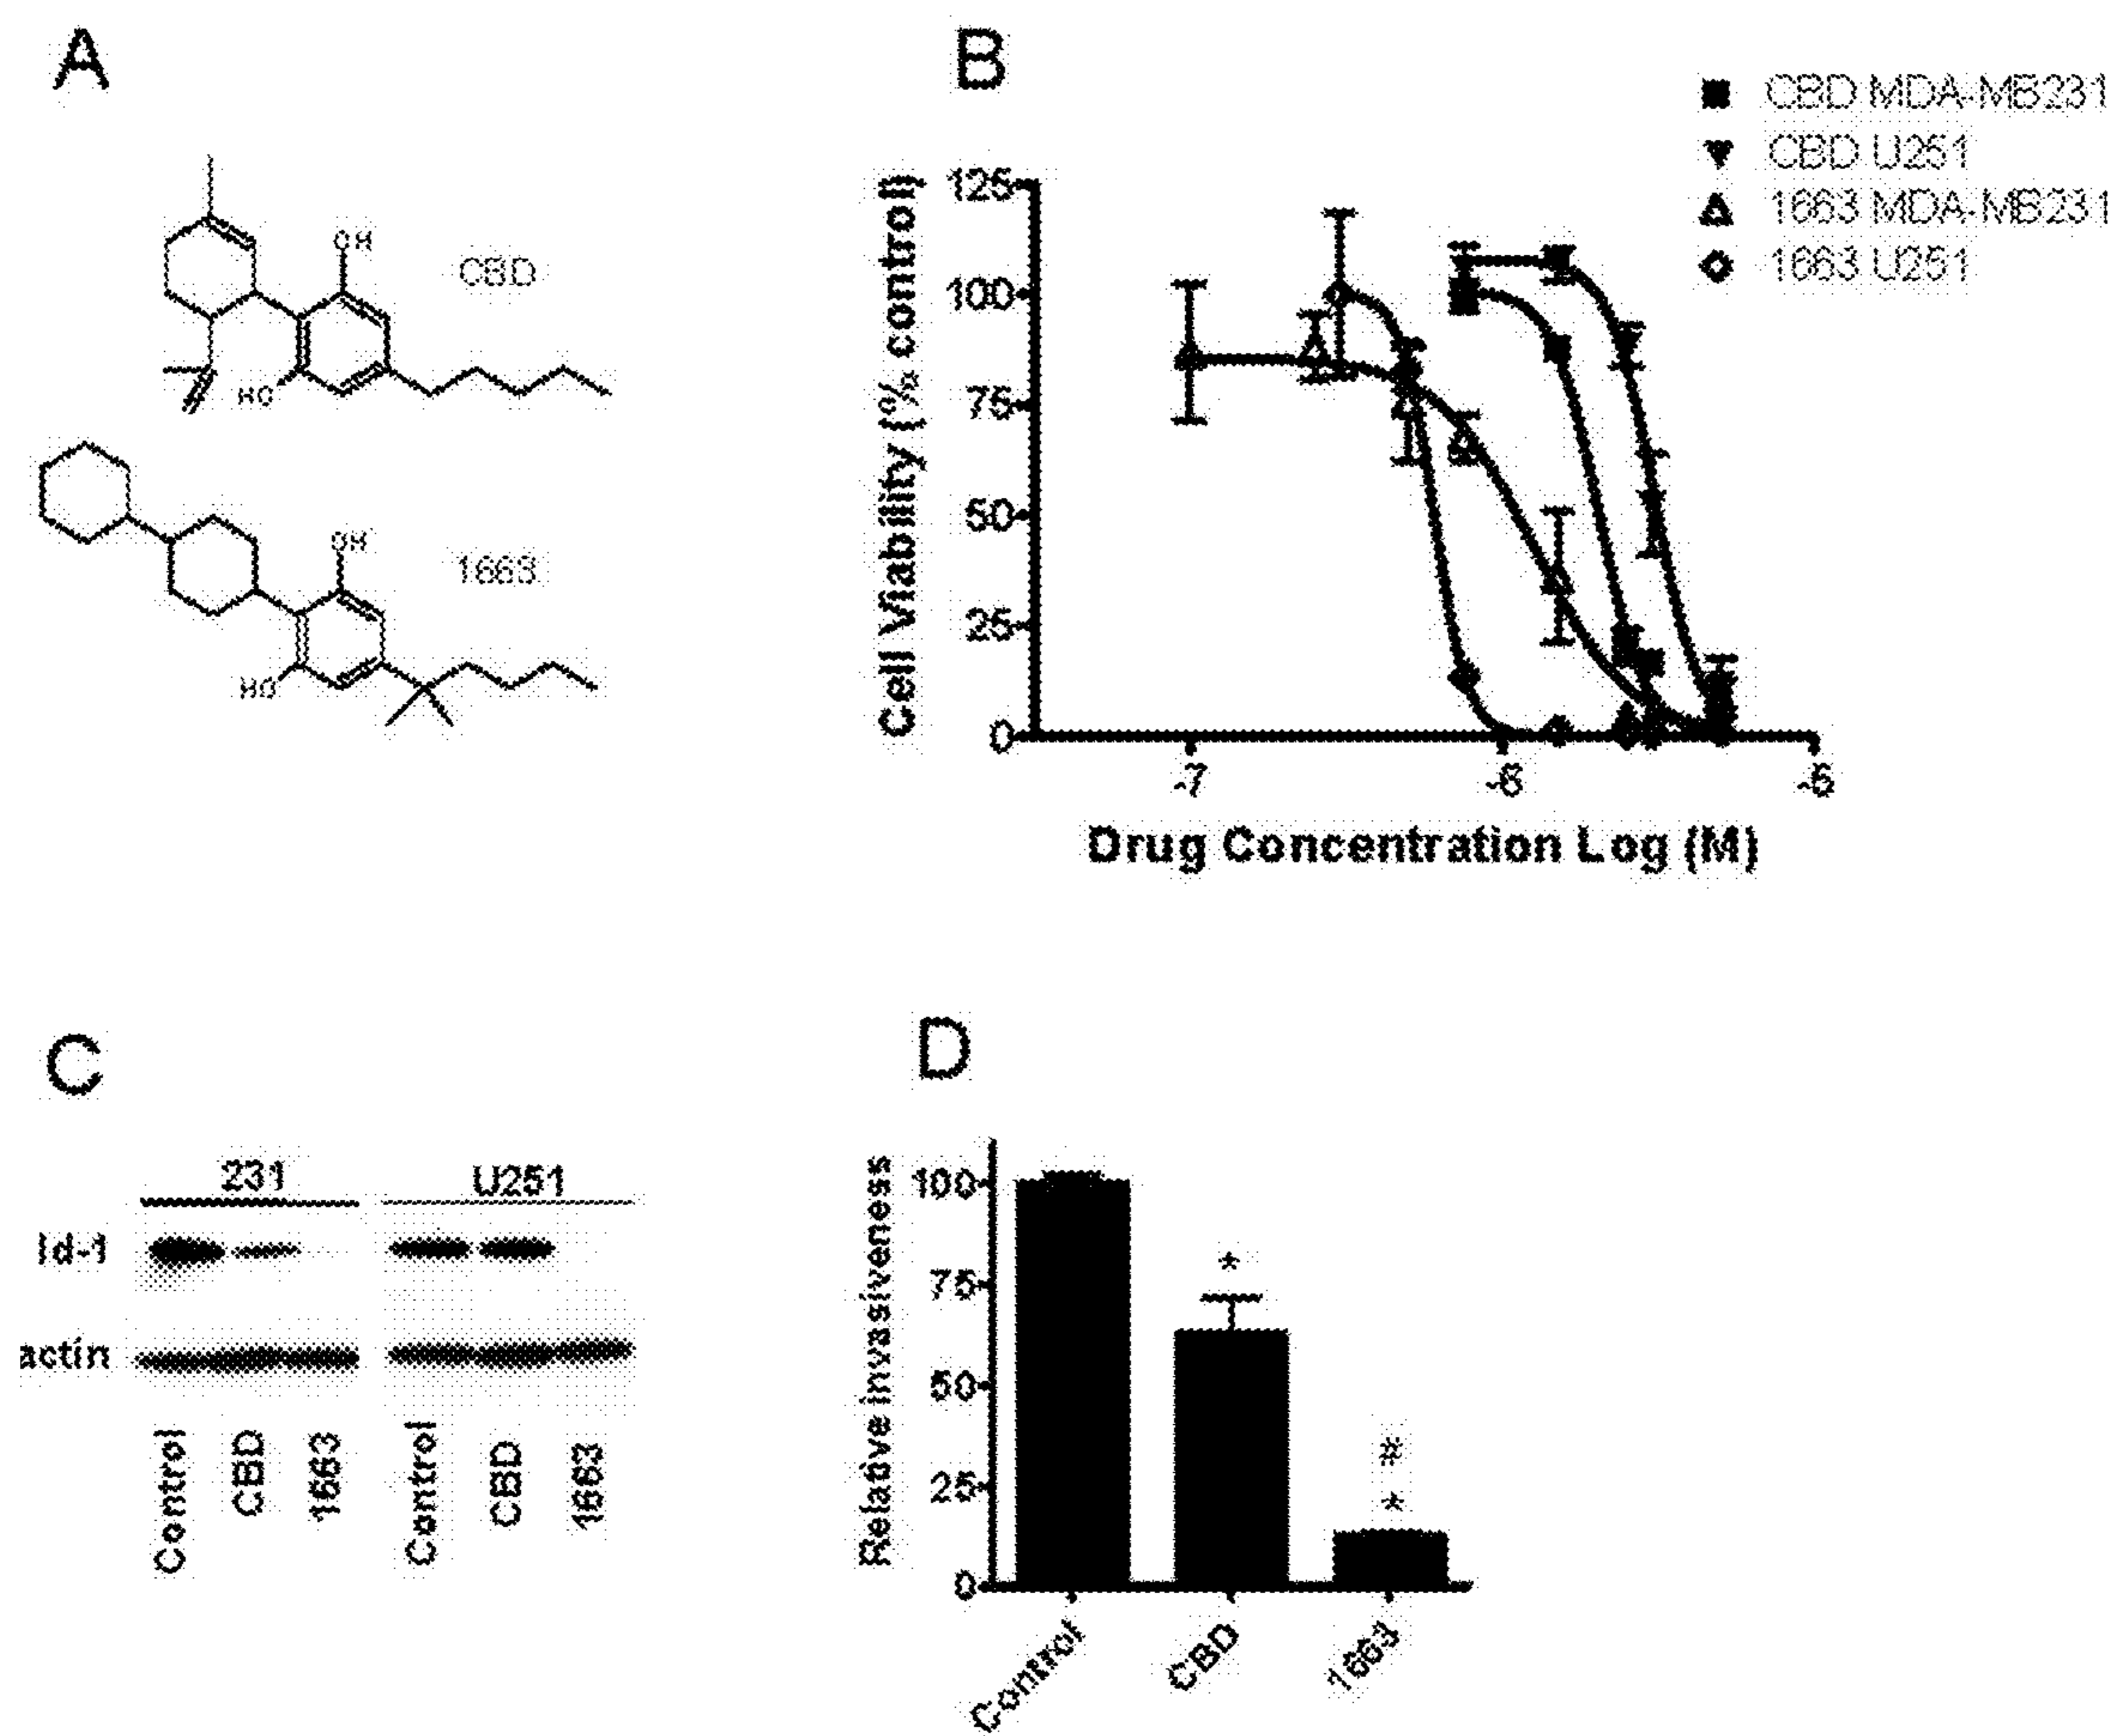 A
OH
CBD
HO
OH
1663
HO
B
CBD MDA-MB231
CBD U251
1663 MDA-MB231
1663 U251
Cell Viability (% control)
125
100
75
50
25
0
-7
-6
-5
Drug Concentration Log (M)
C
231
U251
Id-1
actin
Control
CBD
1663
Control
CBD
1663
D
Relative invasiveness
100
75
50
25
0
*
#
*
Control
CBD
1663